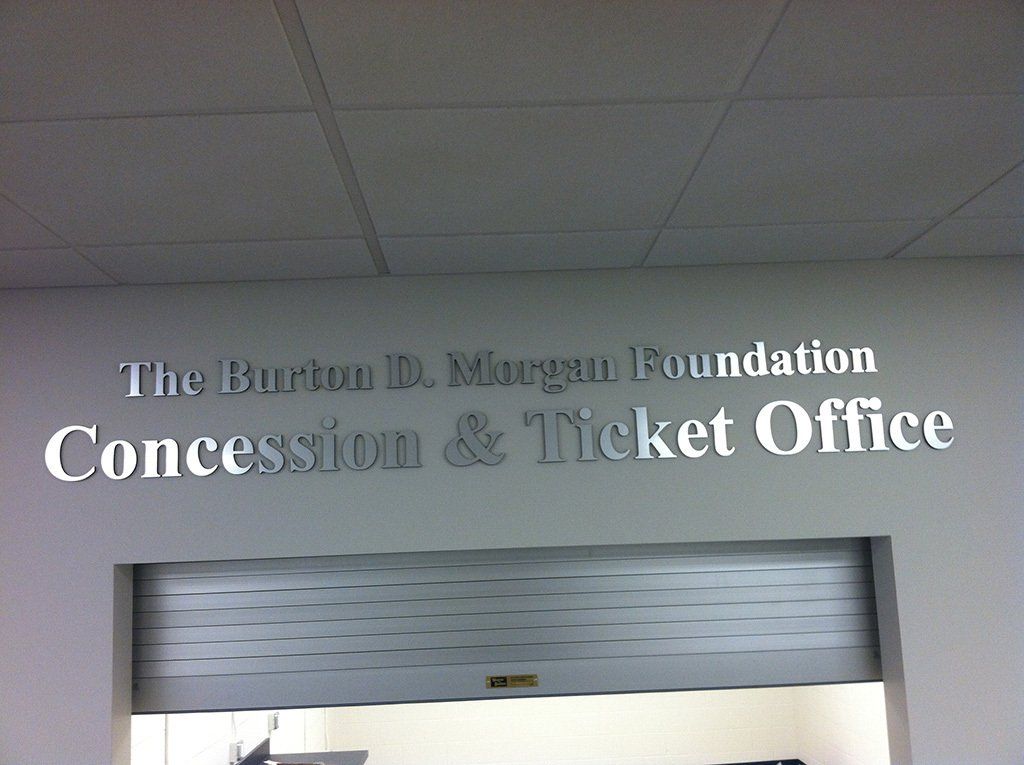 The Burton D. Morgan Foundation
Concession & Ticket Office